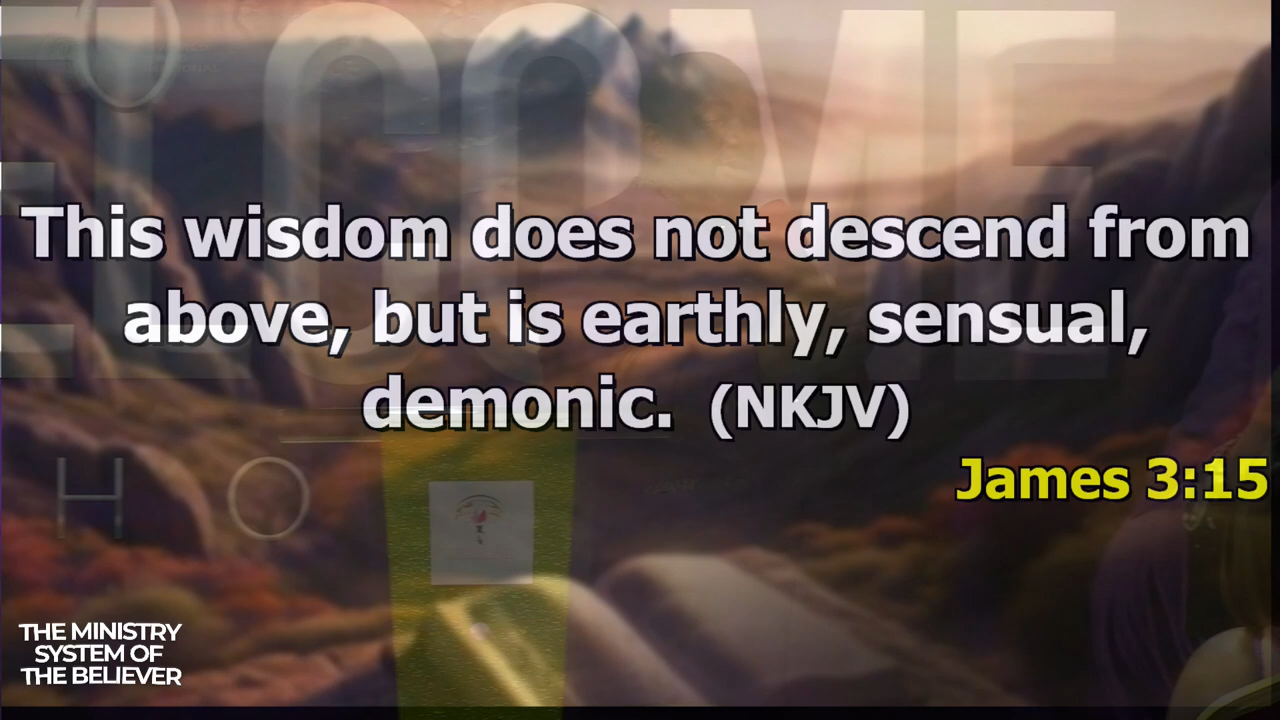 ELCOME
This wisdom does not descend from
above, but is earthly, sensual,
demonic. (NKJV)
James 3:15
H O
THE MINISTRY
SYSTEM OF
THE BELIEVER